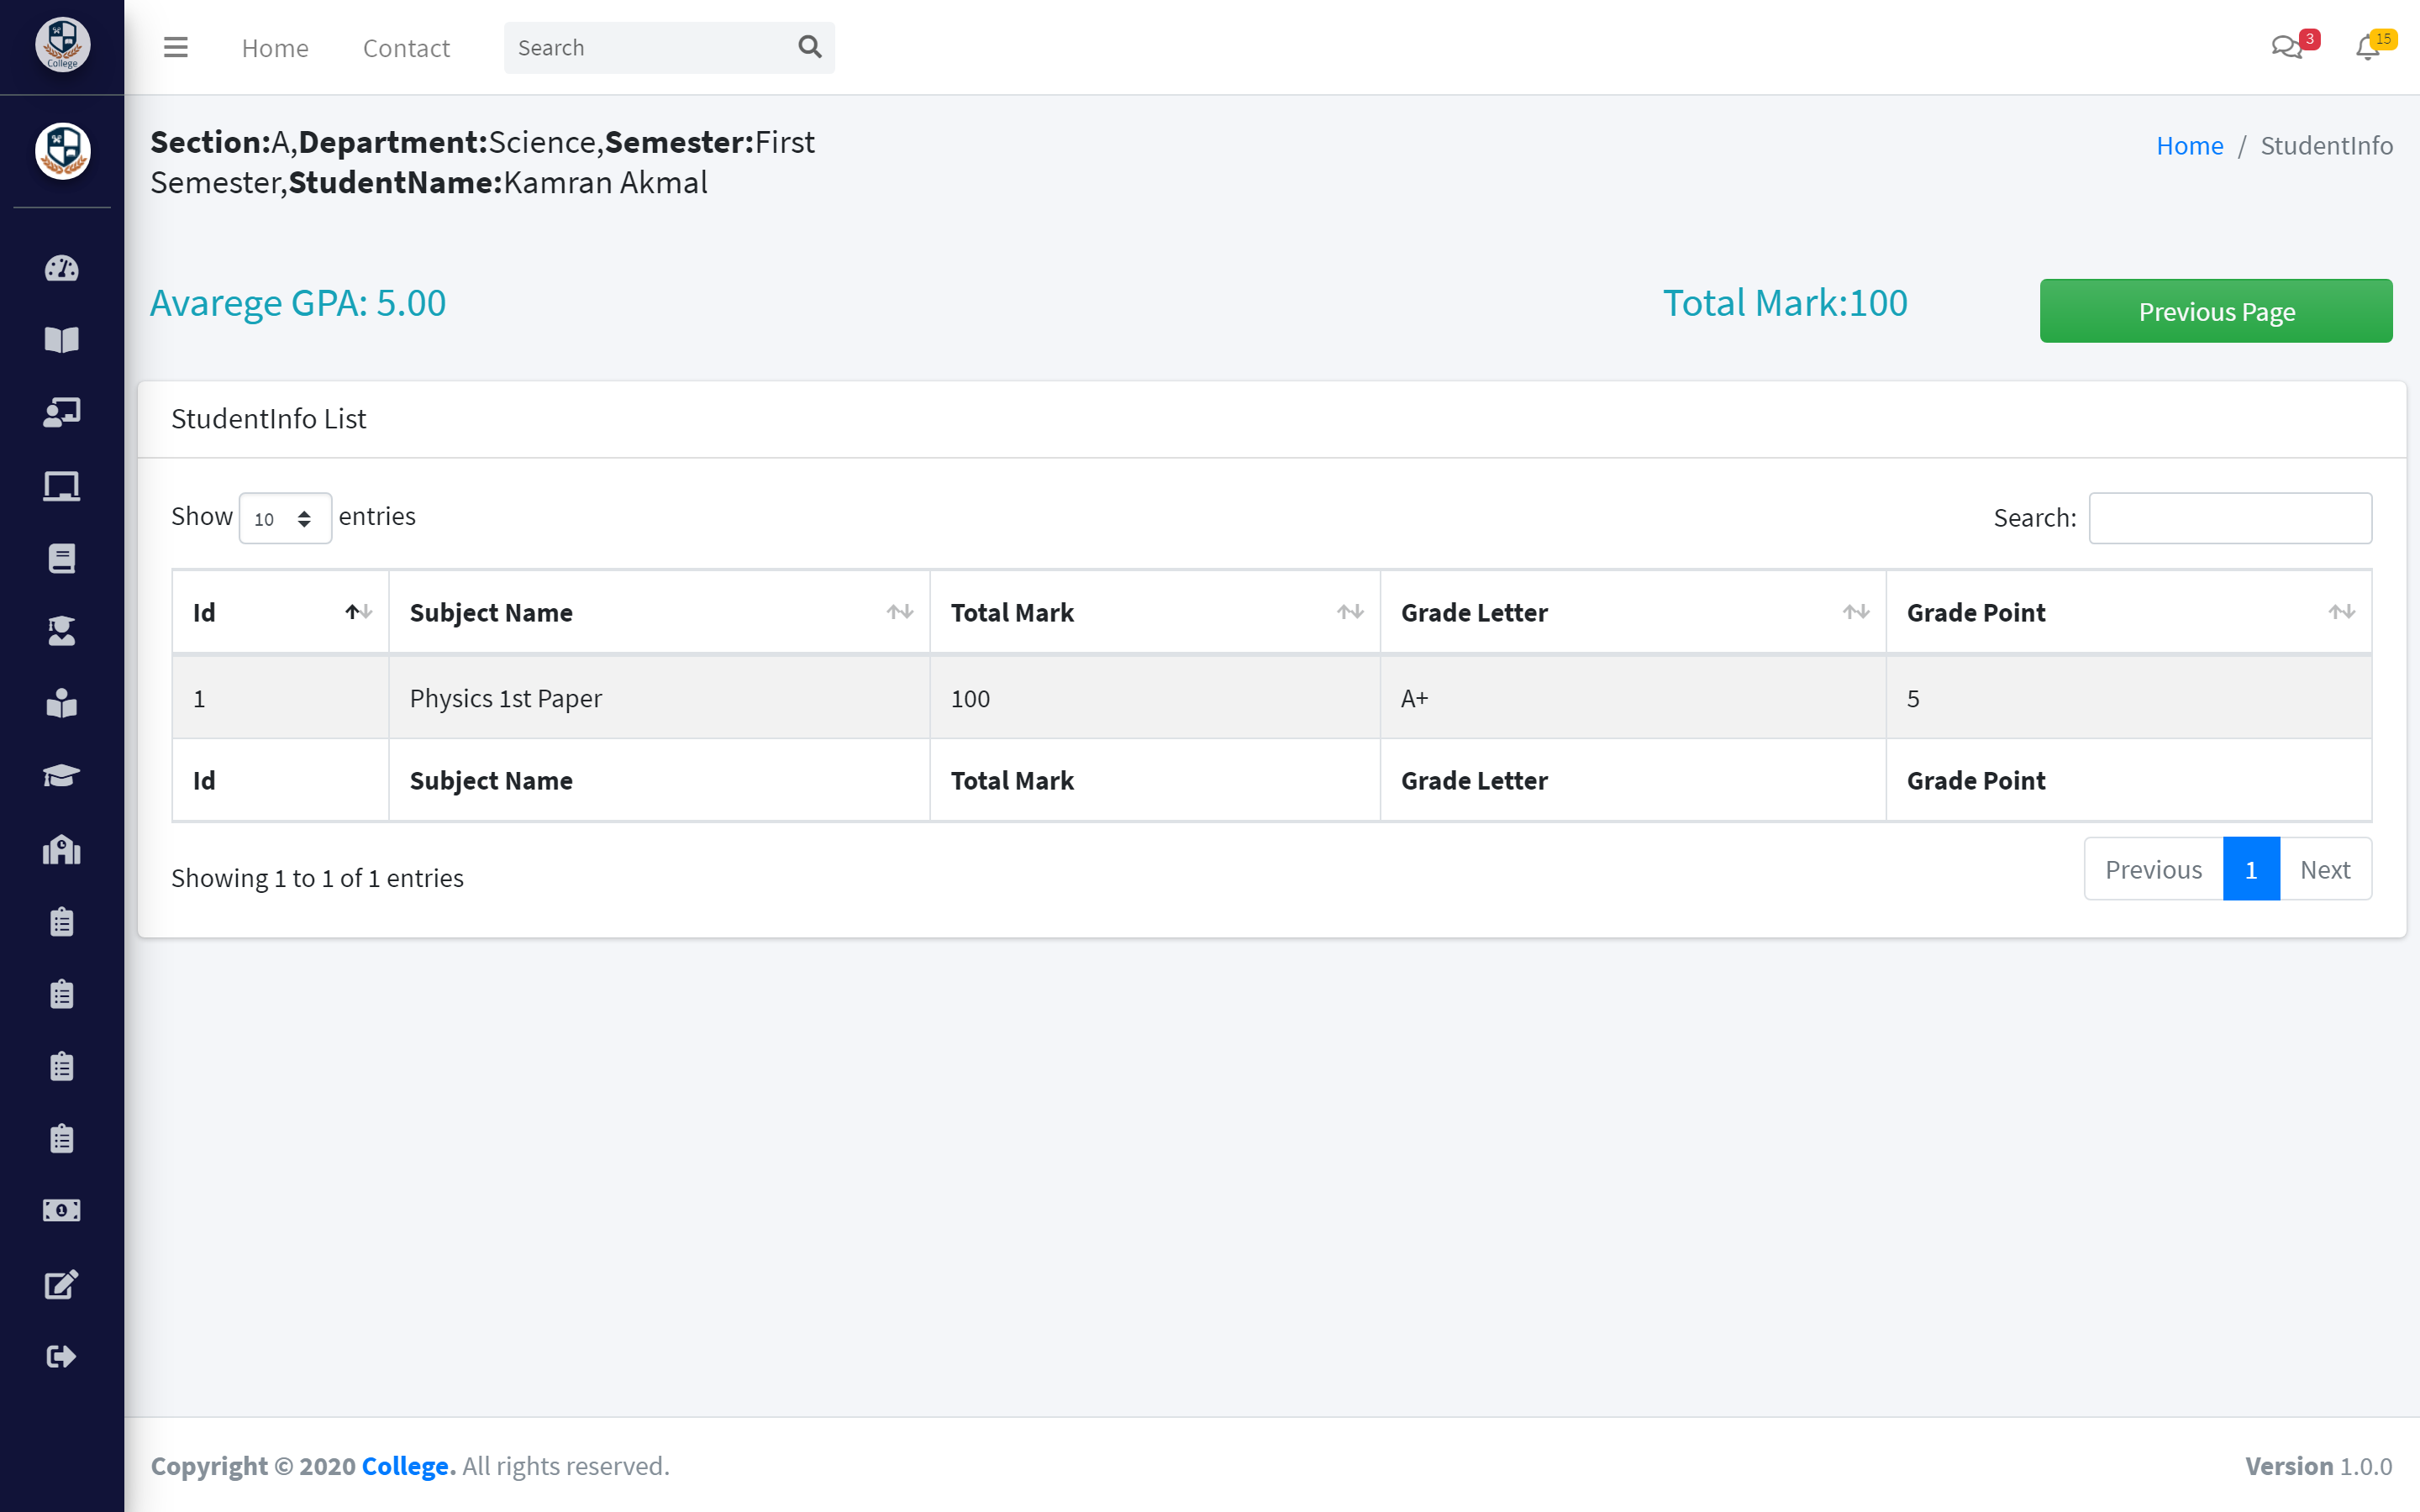 College
Home Contact Search 3 15
Section:A,Department:Science,Semester:First
Semester,StudentName:Kamran Akmal
Home / StudentInfo
Avarege GPA: 5.00 Total Mark:100 Previous Page
StudentInfo List
Show 10 entries Search:
Id Subject Name Total Mark Grade Letter Grade Point
1 Physics 1st Paper 100 A+ 5
Id Subject Name Total Mark Grade Letter Grade Point
Showing 1 to 1 of 1 entries Previous 1 Next
Copyright © 2020 College. All rights reserved. Version 1.0.0